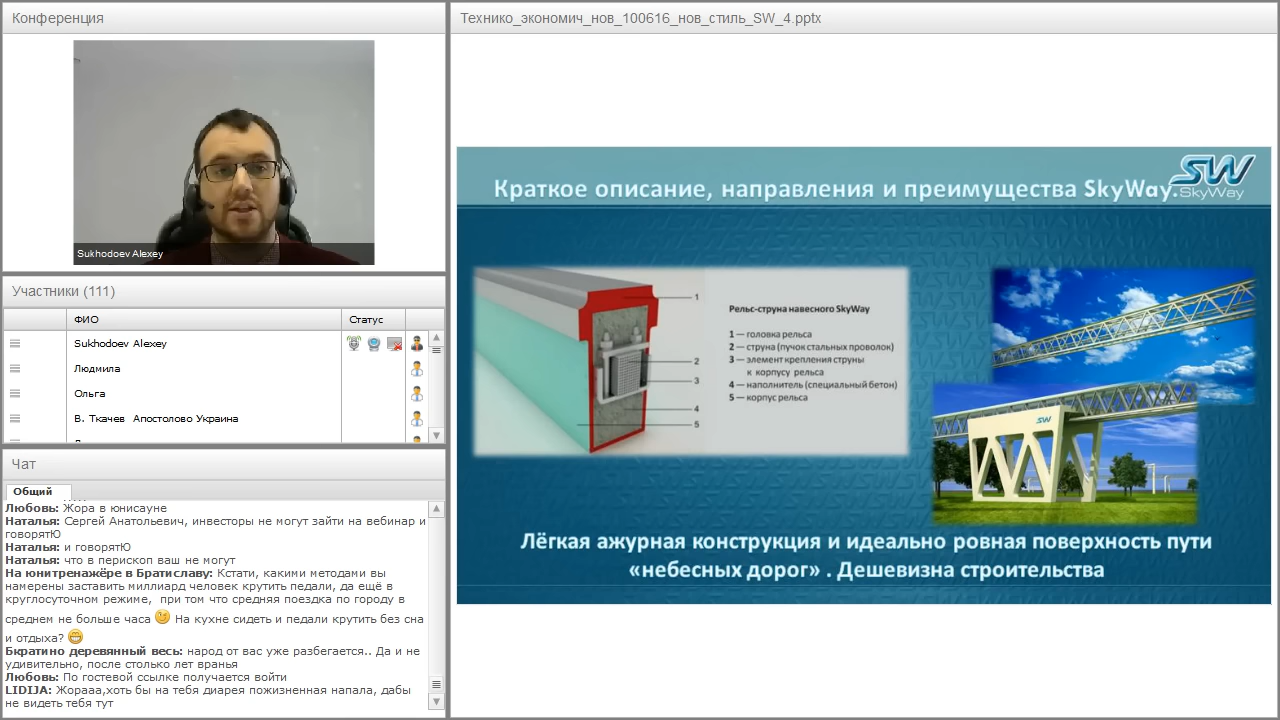 Конференция
Sukhodoev Alexey
Участники (111)
ФИО
Статус
Sukhodoev Alexey
Людмила
Ольга
В. Ткачев Апостолово Украина
Чат
Общий
Любовь: Жора в юнисауне
Наталья: Сергей Анатольевич, инвесторы не могут зайти на вебинар и
говорятЮ
Наталья: и говорятЮ
Наталья: что в перископ ваш не могут
На юнитренажёре в Братиславу: Кстати, какими методами вы
намерены заставить миллиард человек крутить педали, да ещё в
круглосуточном режиме, при том что средняя поездка по городу в
среднем не больше часа На кухне сидеть и педали крутить без сна
и отдыха?
Бкратино деревянный весь: народ от вас уже разбегается.. Да и не
удивительно, после столько лет вранья
Любовь: По гостевой ссылке получается войти
LIDIJA: Жорага,хоть бы на тебя диарея пожизненная напала, дабы
не видеть тебя тут
Технико_экономич_нов_100616_нов_стиль_SW_4.pptx
Краткое описание, направления и преимущества SkyWay.
SW
SkyWay
Рельс-струна навесного SkyWay
1 — головка рельса
2 — струна (пучок стальных проволок)
3 — элемент крепления струны
к корпусу рельса
4 — наполнитель (специальный бетон)
5 — корпус рельса
1
2
3
4
5
SW
Лёгкая ажурная конструкция и идеально ровная поверхность пути
«небесных дорог» . Дешевизна строительства